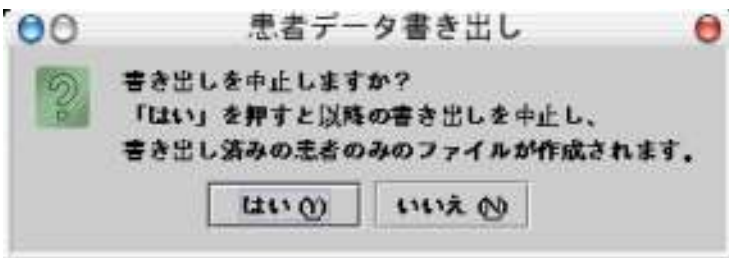 患者データ書き出し
書き出しを中止しますか？
「はい」を押すと以降の書き出しを中止し、
書き出し済みの患者のみのファイルが作成されます。
はい (Y)
いいえ (N)